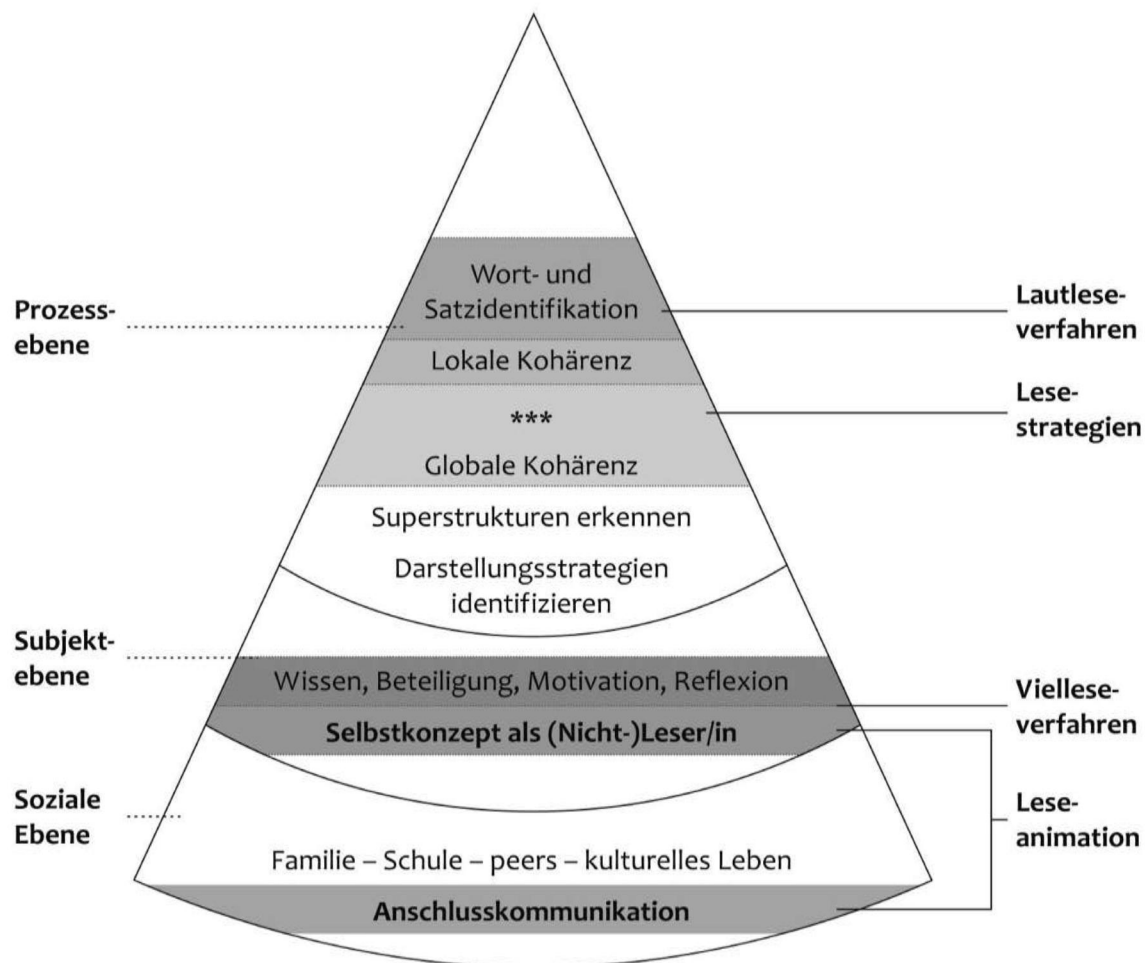 Wort- und
Satzidentifikation
Prozess-
ebene
Lautlese-
verfahren
Lokale Kohärenz
***
Globale Kohärenz
Lese-
strategien
Superstrukturen erkennen
Darstellungsstrategien
identifizieren
Subjekt-
ebene
Wissen, Beteiligung, Motivation, Reflexion
Selbstkonzept als (Nicht-)Leser/in
Viellese-
verfahren
Soziale
Ebene
Lese-
animation
Familie – Schule – peers – kulturelles Leben
Anschlusskommunikation